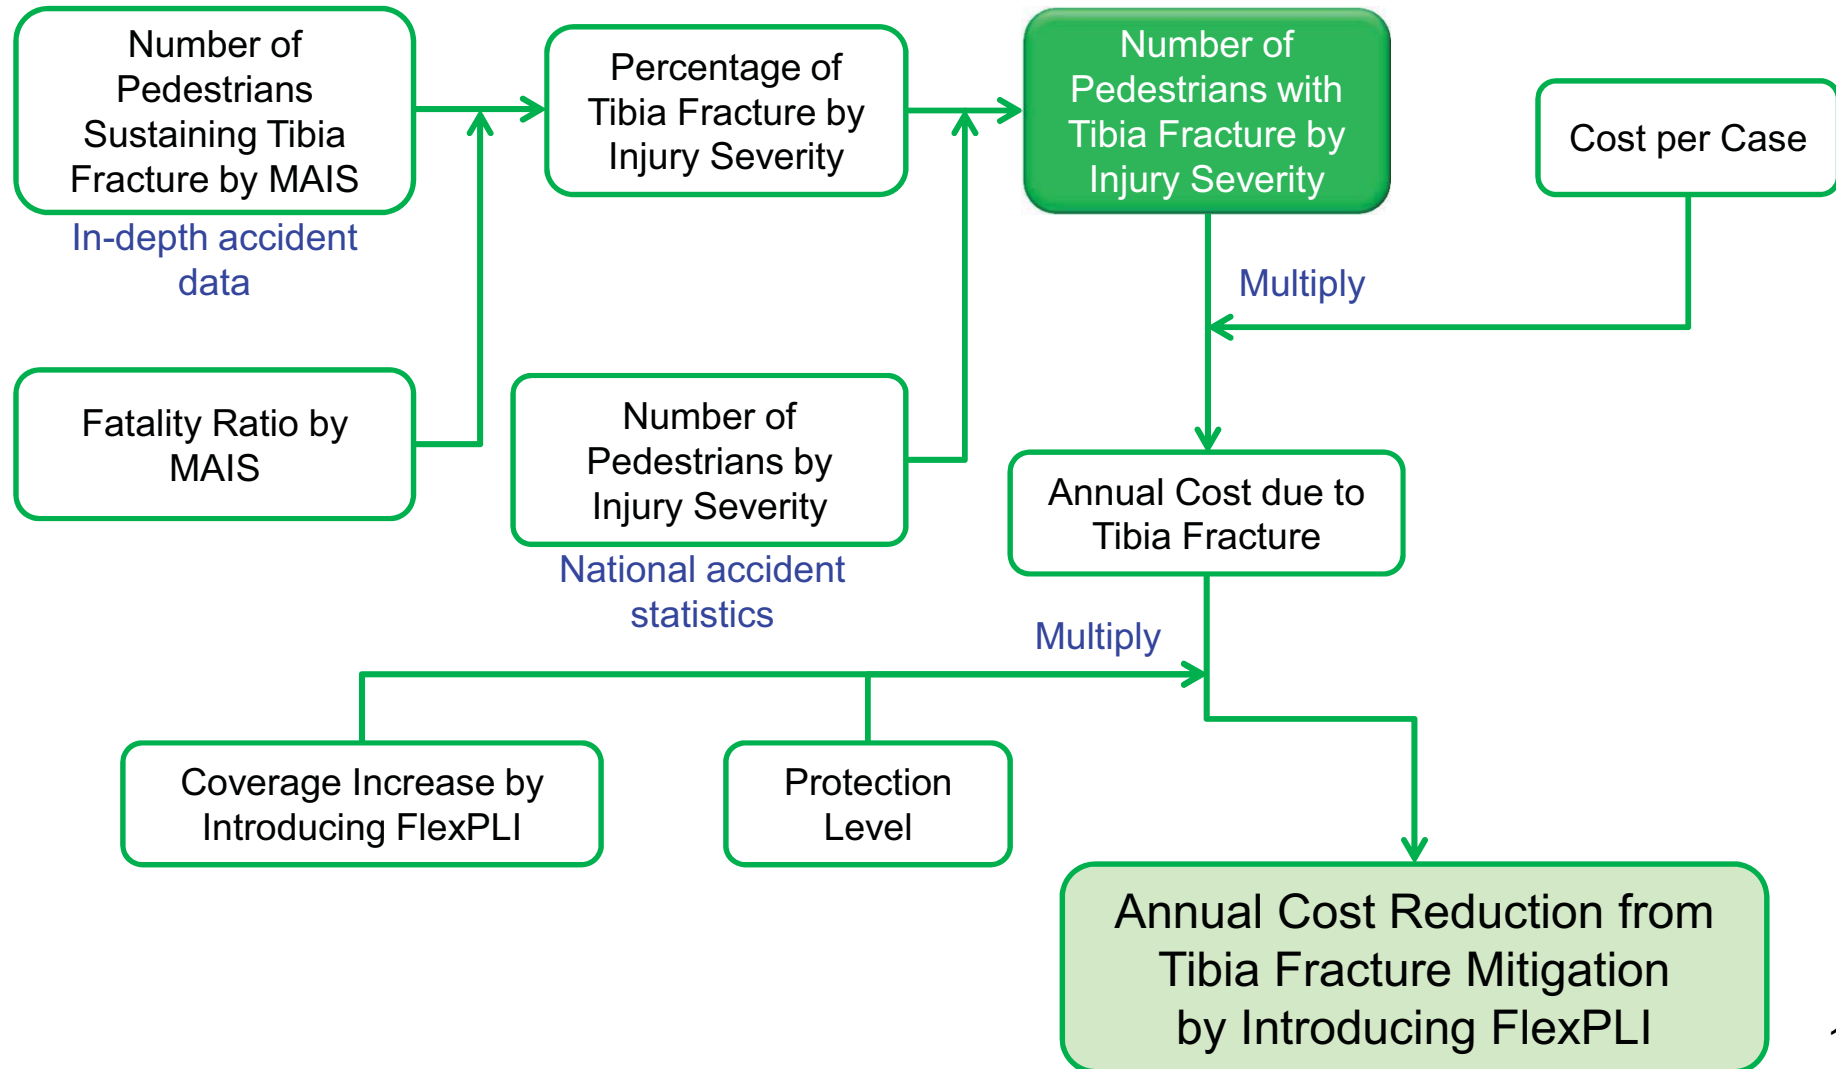 Number of
Pedestrians
Sustaining Tibia
Fracture by MAIS
In-depth accident
data
Percentage of
Tibia Fracture by
Injury Severity
Number of
Pedestrians with
Tibia Fracture by
Injury Severity
Cost per Case
Multiply
Fatality Ratio by
MAIS
Number of
Pedestrians by
Injury Severity
National accident
statistics
Annual Cost due to
Tibia Fracture
Multiply
Coverage Increase by
Introducing FlexPLI
Protection
Level
Annual Cost Reduction from
Tibia Fracture Mitigation
by Introducing FlexPLI